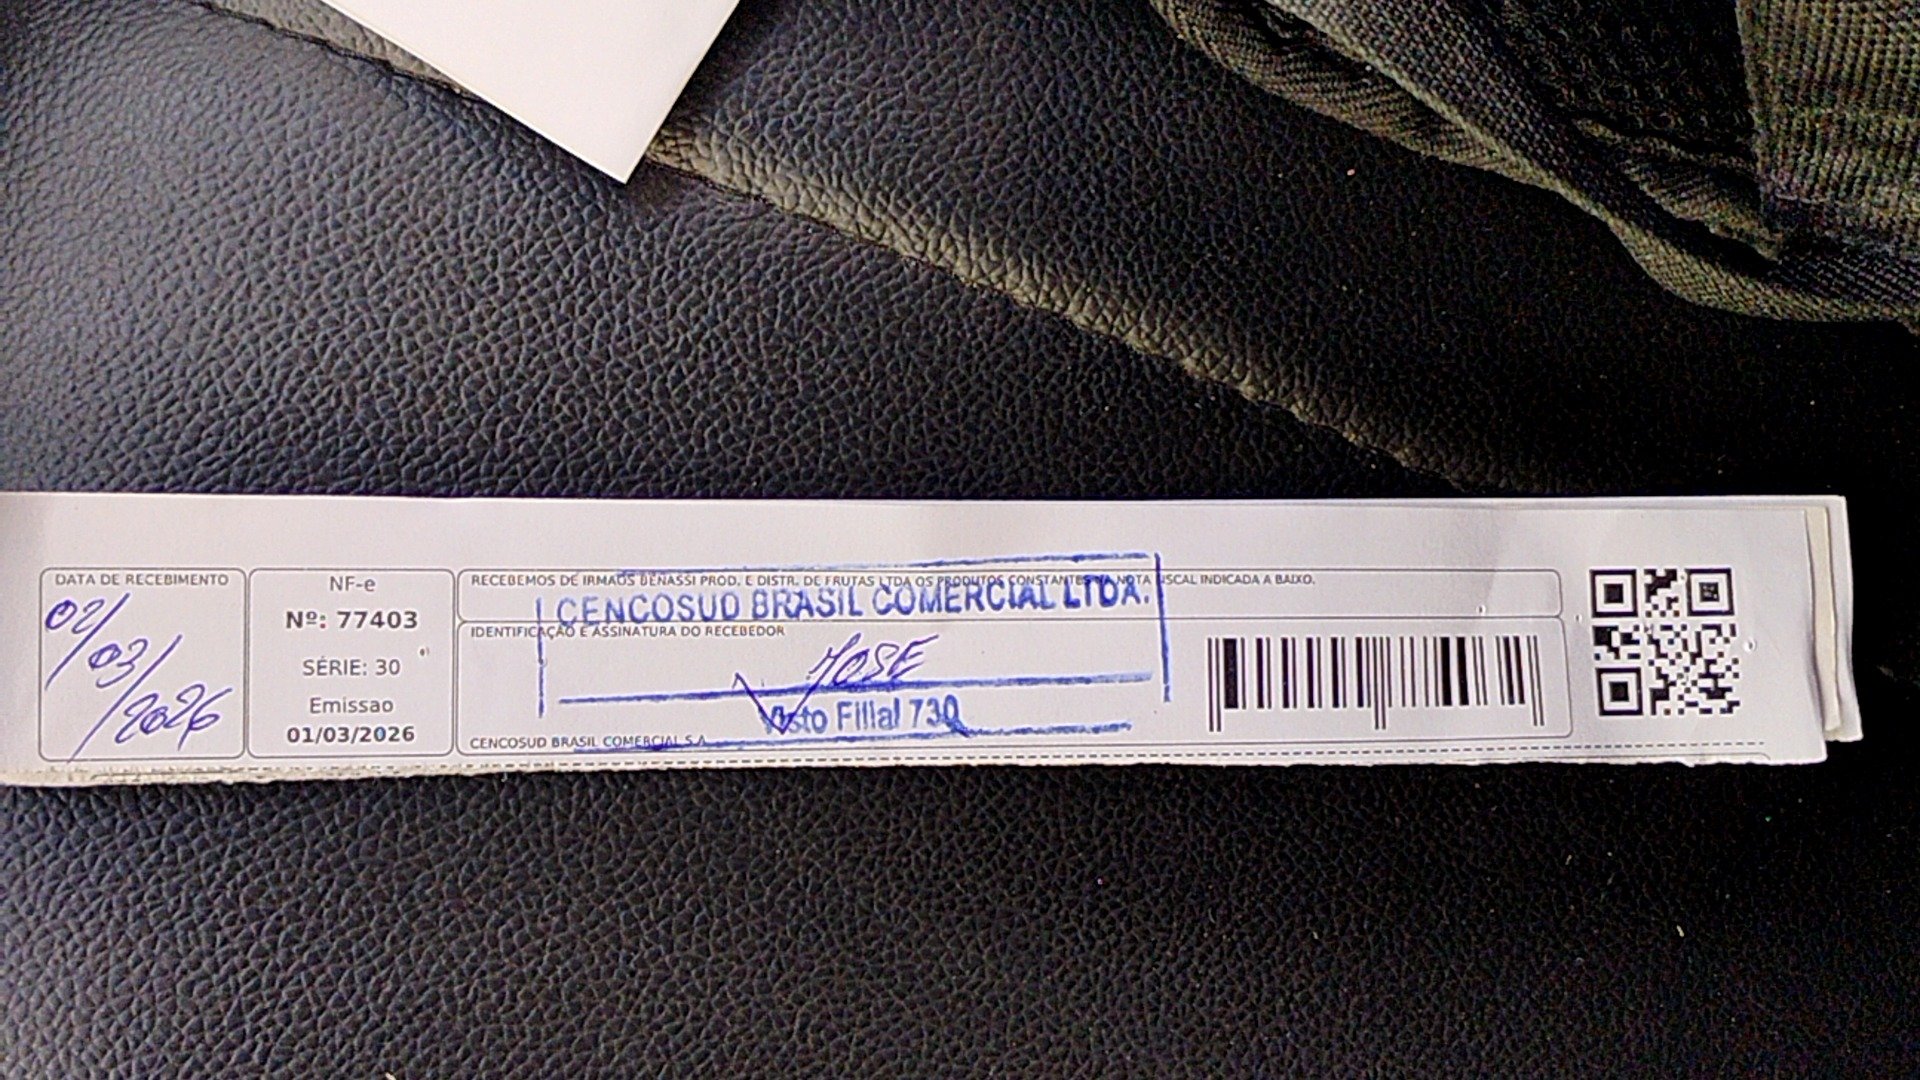 DATA DE RECEBIMENTO
02/
/03/
/2026
NF-e
Nº: 77403
SÉRIE: 30
Emissao
01/03/2026
RECEBEMOS DE IRMAOS BENASSI PROD. E DISTR. DE FRUTAS LTDA OS PRODUTOS CONSTANTES NA NOTA FISCAL INDICADA A BAIXO.
CENCOSUD BRASIL COMERCIAL LTDA.
IDENTIFICAÇÃO E ASSINATURA DO RECEBEDOR
JOSE
Visto Filial 730
CENCOSUD BRASIL COMERCIAL S.A